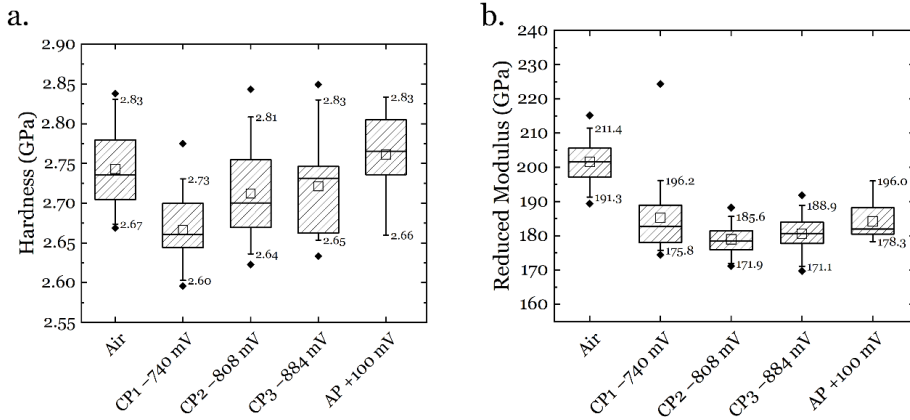 a.
Hardness (GPa)
2.90
2.85
2.80
2.75
2.70
2.65
2.60
2.55
2.83
2.67
2.73
2.60
2.81
2.64
2.83
2.65
2.83
2.66
Air
CP1 −740 mV
CP2 −808 mV
CP3 −884 mV
AP +100 mV
b.
Reduced Modulus (GPa)
240
230
220
210
200
190
180
170
160
211.4
191.3
196.2
175.8
185.6
171.9
188.9
171.1
196.0
178.3
Air
CP1 −740 mV
CP2 −808 mV
CP3 −884 mV
AP +100 mV